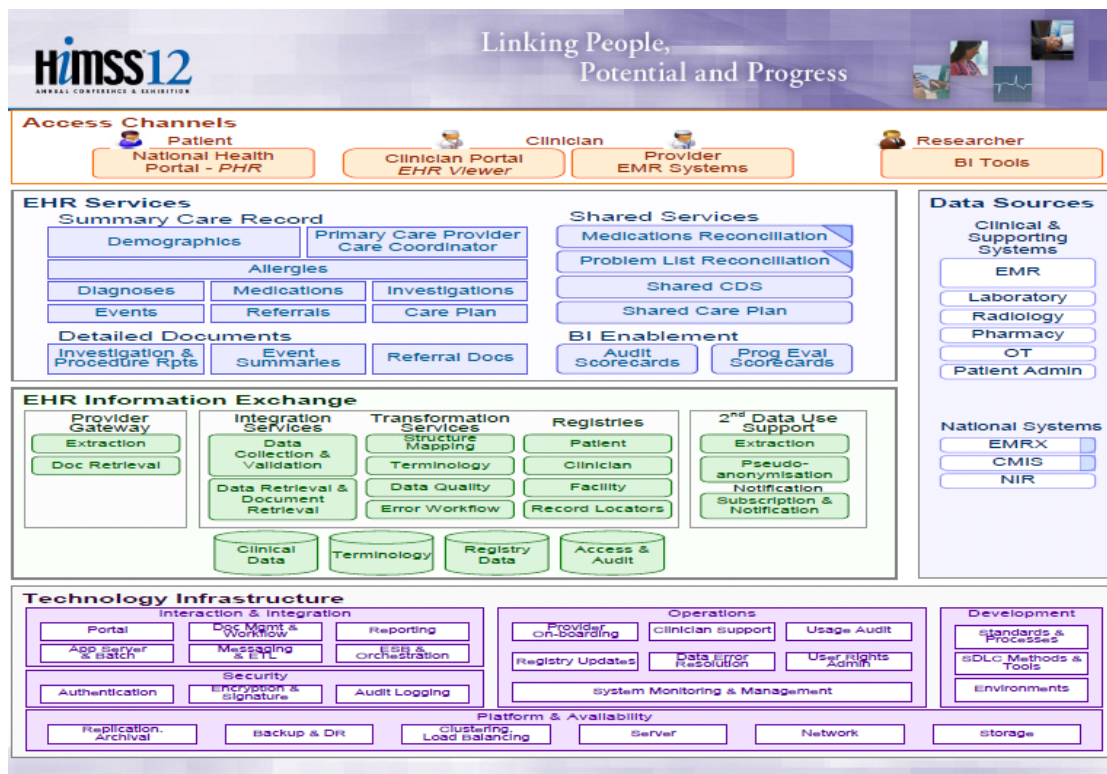 HiMSS12
ANNUAL CONFERENCE & EXHIBITION
Linking People,
Potential and Progress
Access Channels
Patient
Clinician
Researcher
National Health
Portal - PHR
Clinician Portal
EHR Viewer
Provider
EMR Systems
BI Tools
EHR Services
Summary Care Record
Demographics
Primary Care Provider
Care Coordinator
Allergies
Diagnoses
Medications
Investigations
Events
Referrals
Care Plan
Detailed Documents
Investigation &
Procedure Rpts
Event
Summaries
Referral Docs
Shared Services
Medications Reconciliation
Problem List Reconciliation
Shared CDS
Shared Care Plan
BI Enablement
Audit
Scorecards
Prog Eval
Scorecards
Data Sources
Clinical &
Supporting
Systems
EMR
Laboratory
Radiology
Pharmacy
OT
Patient Admin
National Systems
EMRX
CMIS
NIR
EHR Information Exchange
Provider
Gateway
Extraction
Doc Retrieval
Integration
Services
Data
Collection &
Validation
Data Retrieval &
Document
Retrieval
Transformation
Services
Structure
Mapping
Terminology
Data Quality
Error Workflow
Registries
Patient
Clinician
Facility
Record Locators
2nd Data Use
Support
Extraction
Pseudo-
anonymisation
Notification
Subscription &
Notification
Clinical
Data
Terminology
Registry
Data
Access &
Audit
Technology Infrastructure
Interaction & Integration
Portal
Doc Mgmt &
Workflow
Reporting
App Server
& Batch
Messaging
& ETL
ESB &
Orchestration
Security
Authentication
Encryption &
Signature
Audit Logging
Operations
Provider
On-boarding
Clinician Support
Usage Audit
Registry Updates
Data Error
Resolution
User Rights
Admin
System Monitoring & Management
Development
Standards &
Processes
SDLC Methods &
Tools
Environments
Platform & Availability
Replication.
Archival
Backup & DR
Clustering,
Load Balancing
Server
Network
Storage